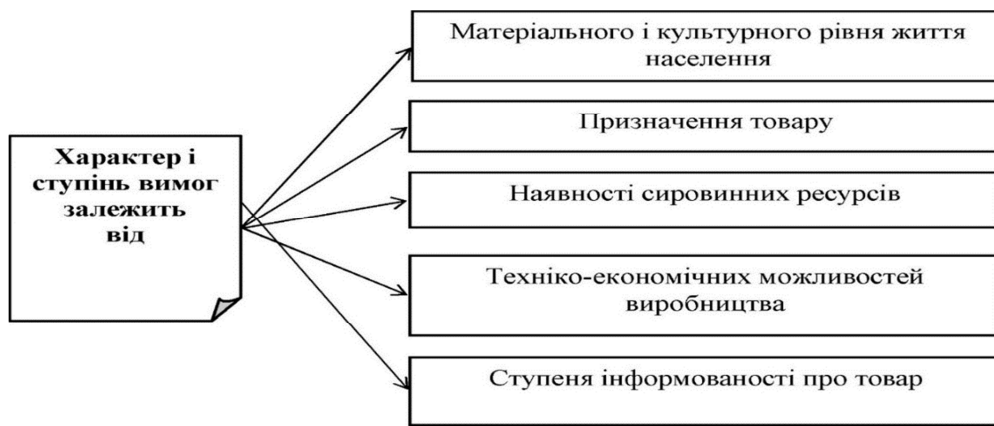 Характер і
ступінь вимог
залежить
від
Матеріального і культурного рівня життя
населення
Призначення товару
Наявності сировинних ресурсів
Техніко-економічних можливостей
виробництва
Ступеня інформованості про товар